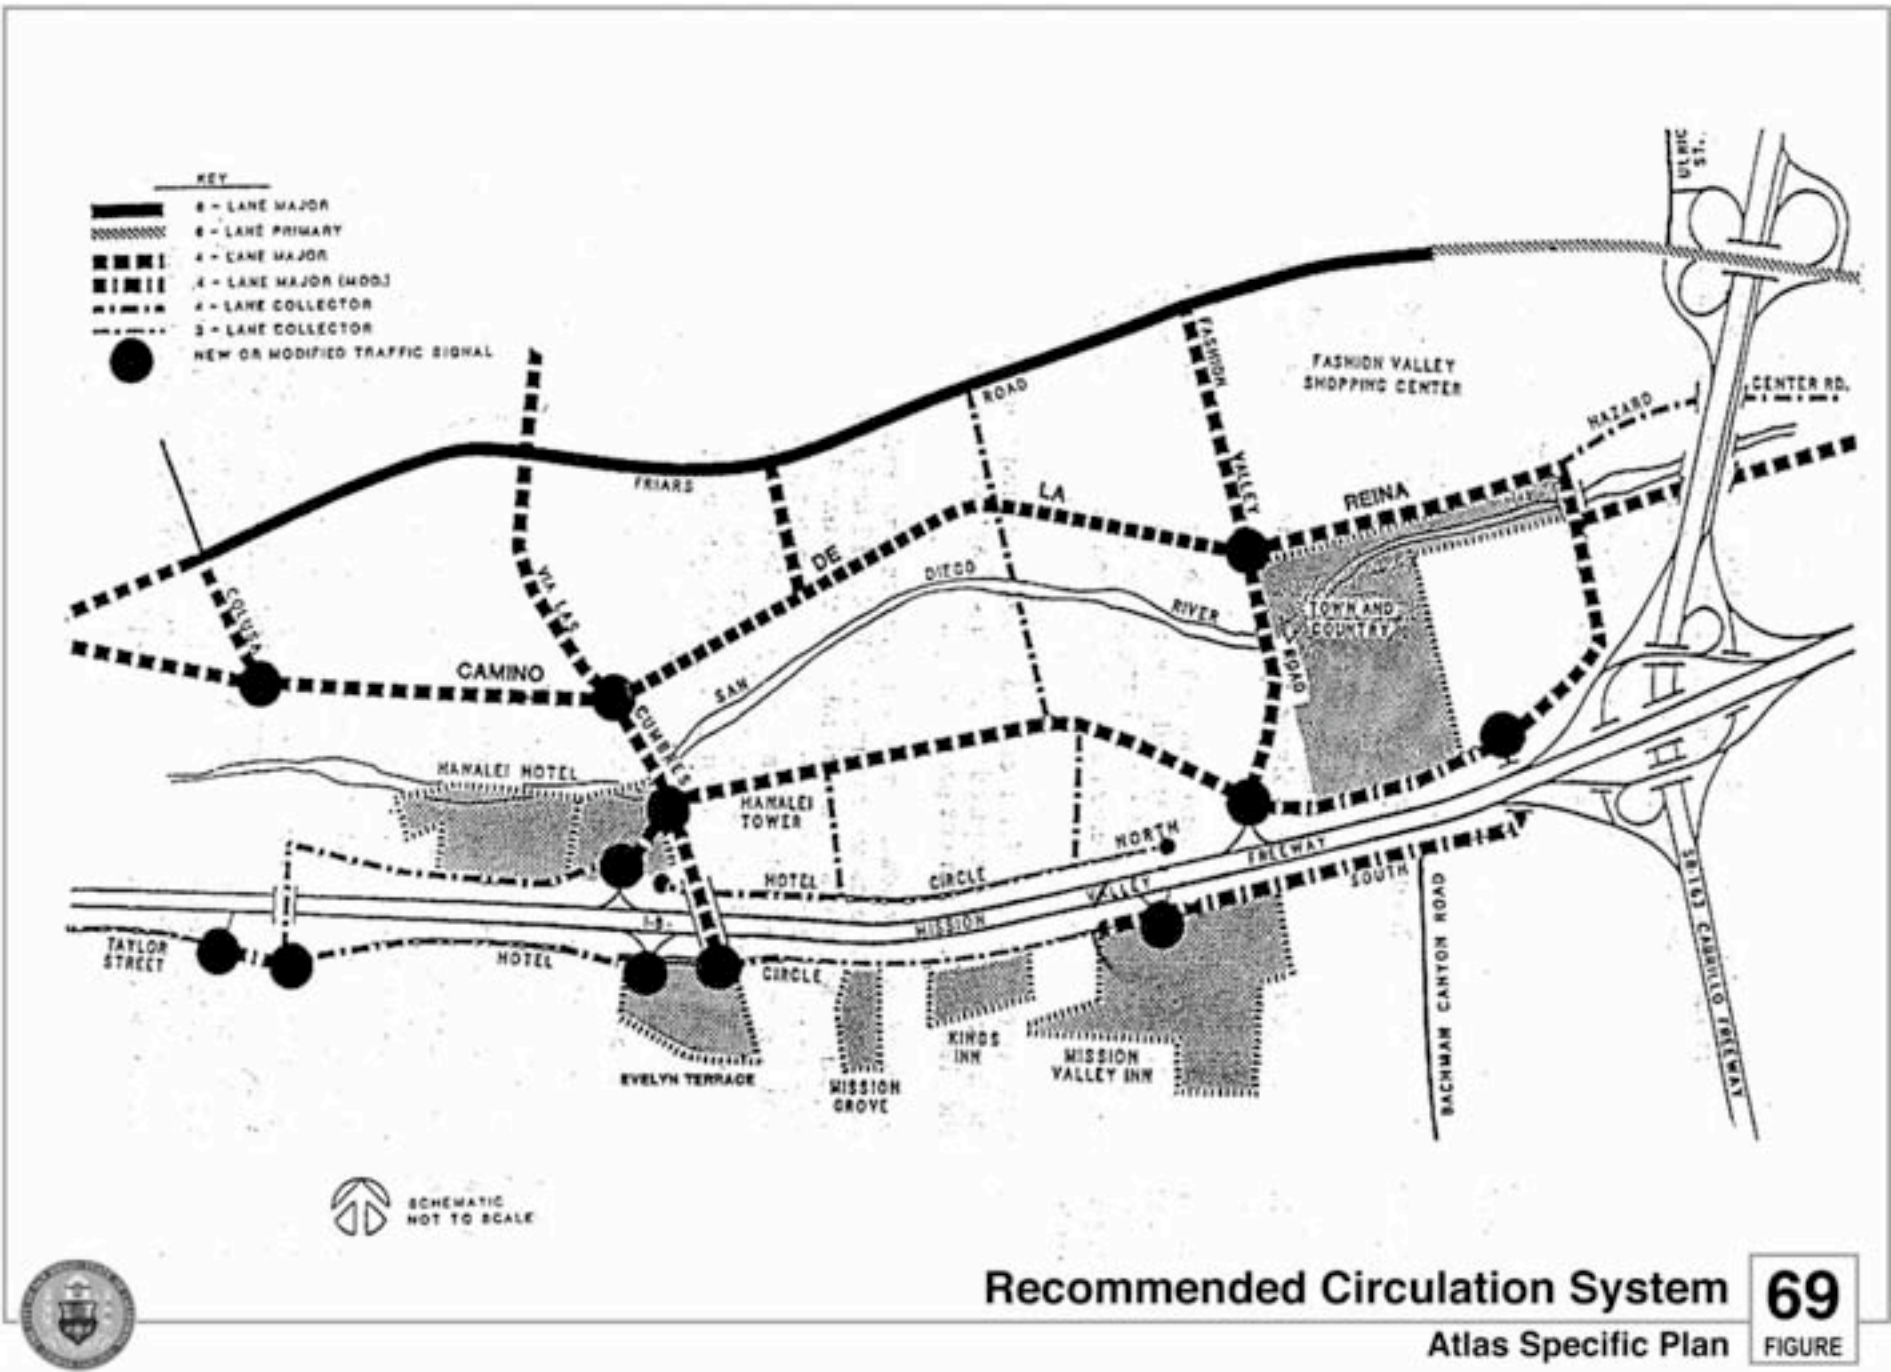 KEY
6 - LANE MAJOR
6 - LANE PRIMARY
4 - LANE MAJOR
4 - LANE MAJOR (MOD.)
4 - LANE COLLECTOR
2 - LANE COLLECTOR
NEW OR MODIFIED TRAFFIC SIGNAL
ULRIC
ST.
FASHION VALLEY
SHOPPING CENTER
CENTER RD.
HAZARD
ROAD
FASHION
VALLEY
ROAD
FRIARS
LA
REINA
DE
COLUSA
VIA LAS
CUMBRES
CAMINO
SAN
DIEGO
RIVER
TOWN AND
COUNTRY
HANALEI HOTEL
HANALEI
TOWER
NORTH
HOTEL
CIRCLE
FREEWAY
SOUTH
VALLEY
MISSION
I-8
TAYLOR
STREET
HOTEL
CIRCLE
EVELYN TERRACE
MISSION
GROVE
KINGS
INN
MISSION
VALLEY INN
BACHMAN CANYON ROAD
SR-163 CABRILLO FREEWAY
SCHEMATIC
NOT TO SCALE
Recommended Circulation System
Atlas Specific Plan
69
FIGURE